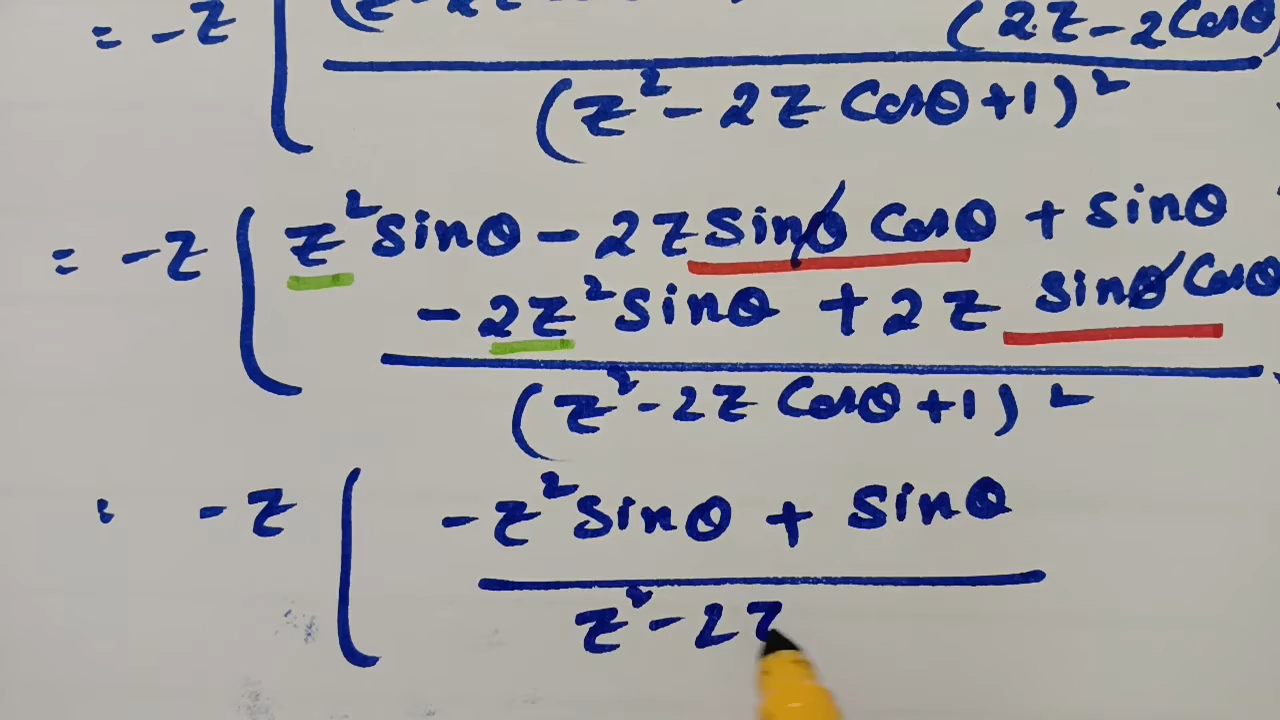 = -z
(2z-2Cosθ)
(z²-2z Cosθ+1)²
= -z ( z² sinθ - 2z sinθ Cosθ + sinθ
- 2z² sinθ + 2z sinθ Cosθ
(z²-2z Cosθ+1)²
= -z ( -z² sinθ + sinθ
z²-2z